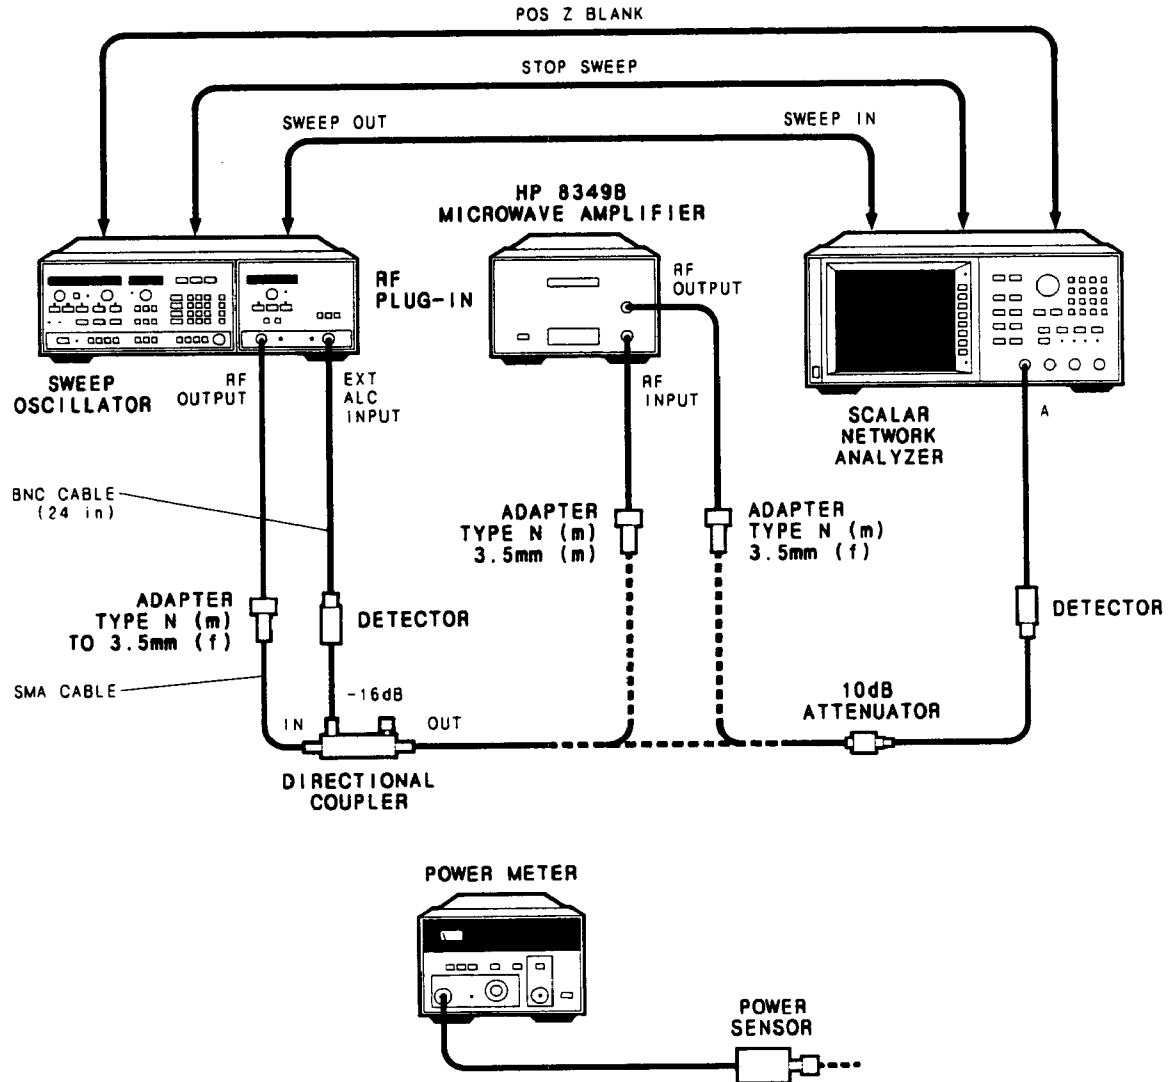 POS Z BLANK
STOP SWEEP
SWEEP OUT
SWEEP IN
HP 8349B
MICROWAVE AMPLIFIER
RF
PLUG-IN
RF
OUTPUT
SWEEP
OSCILLATOR
RF
OUTPUT
EXT
ALC
INPUT
RF
INPUT
A
SCALAR
NETWORK
ANALYZER
BNC CABLE
(24 in)
ADAPTER
TYPE N (m)
3.5mm (m)
ADAPTER
TYPE N (m)
3.5mm (f)
ADAPTER
TYPE N (m)
TO 3.5mm (f)
DETECTOR
DETECTOR
SMA CABLE
-16dB
IN
OUT
10dB
ATTENUATOR
DIRECTIONAL
COUPLER
POWER METER
POWER
SENSOR